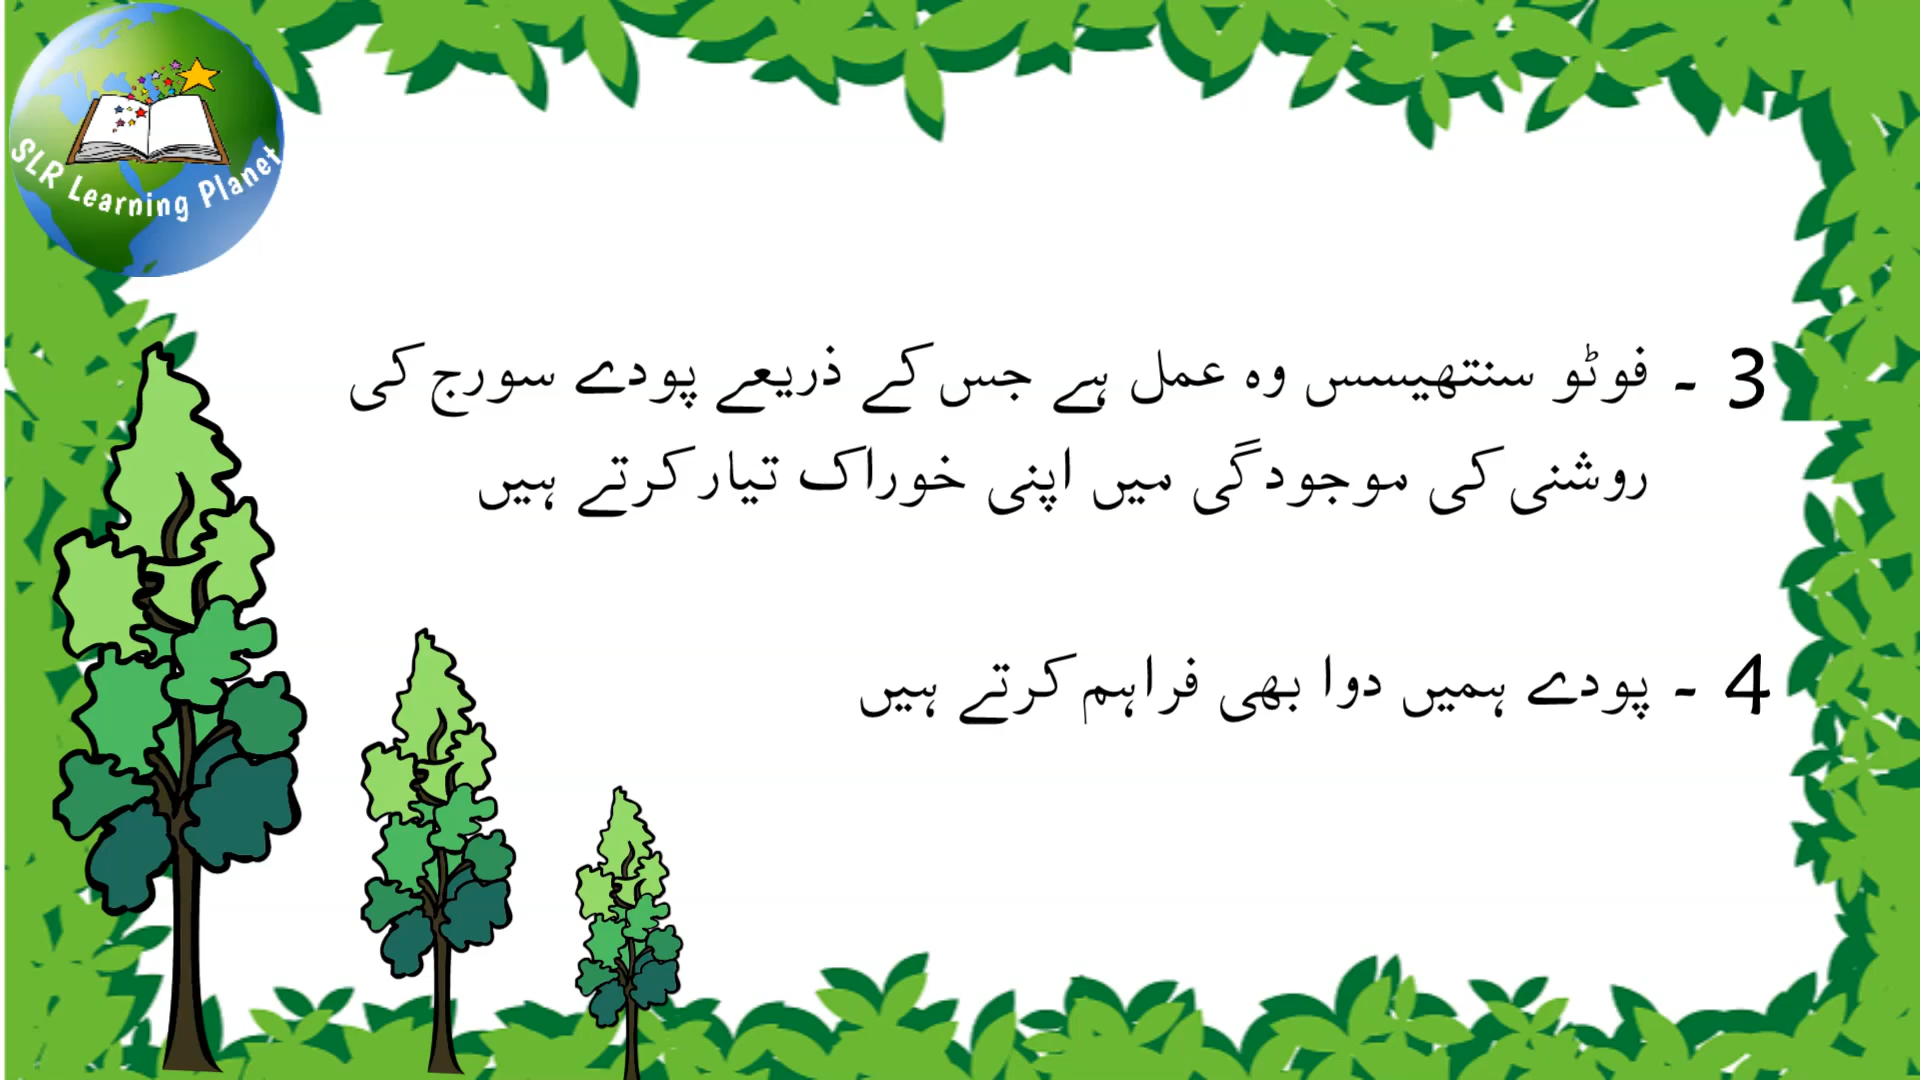 SLR Learning Planet
3 - فوٹو سنتھیسس وہ عمل ہے جس کے ذریعے پودے سورج کی
روشنی کی موجودگی میں اپنی خوراک تیار کرتے ہیں
4 - پودے ہمیں دوا بھی فراہم کرتے ہیں